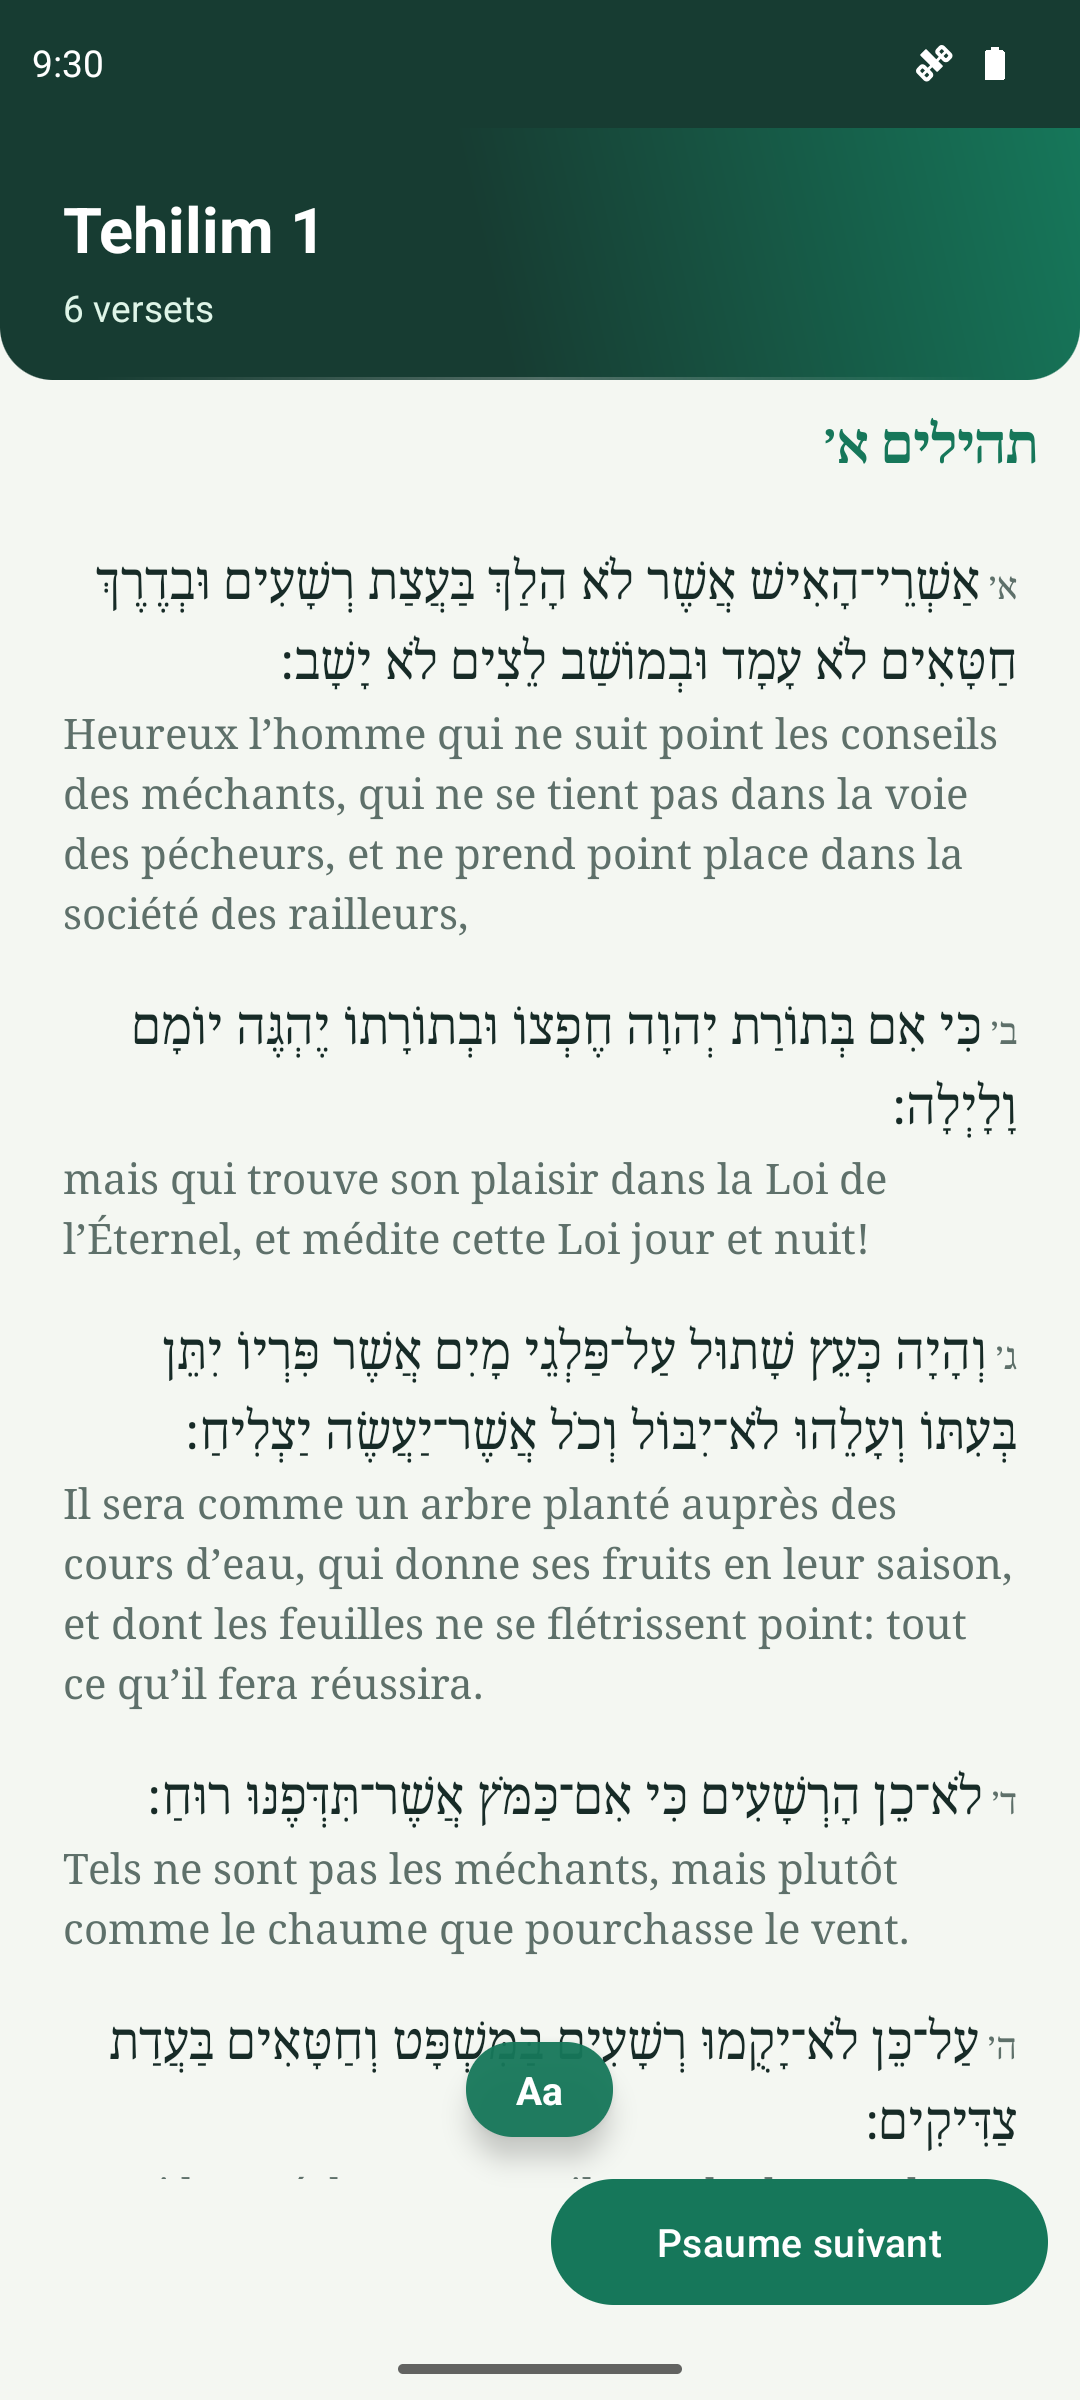 9:30
Tehilim 1
6 versets
תהילים א׳
א׳ אַשְׁרֵי־הָאִישׁ אֲשֶׁר לֹא הָלַךְ בַּעֲצַת רְשָׁעִים וּבְדֶרֶךְ
חַטָּאִים לֹא עָמָד וּבְמוֹשַׁב לֵצִים לֹא יָשָׁב׃
Heureux l’homme qui ne suit point les conseils
des méchants, qui ne se tient pas dans la voie
des pécheurs, et ne prend point place dans la
société des railleurs,
ב׳ כִּי אִם בְּתוֹרַת יְהוָה חֶפְצוֹ וּבְתוֹרָתוֹ יֶהְגֶּה יוֹמָם
וָלָיְלָה׃
mais qui trouve son plaisir dans la Loi de
l’Éternel, et médite cette Loi jour et nuit!
ג׳ וְהָיָה כְּעֵץ שָׁתוּל עַל־פַּלְגֵי מָיִם אֲשֶׁר פִּרְיוֹ יִתֵּן
בְּעִתּוֹ וְעָלֵהוּ לֹא־יִבּוֹל וְכֹל אֲשֶׁר־יַעֲשֶׂה יַצְלִיחַ׃
Il sera comme un arbre planté auprès des
cours d’eau, qui donne ses fruits en leur saison,
et dont les feuilles ne se flétrissent point: tout
ce qu’il fera réussira.
ד׳ לֹא־כֵן הָרְשָׁעִים כִּי אִם־כַּמֹּץ אֲשֶׁר־תִּדְּפֶנּוּ רוּחַ׃
Tels ne sont pas les méchants, mais plutôt
comme le chaume que pourchasse le vent.
ה׳ עַל־כֵּן לֹא־יָקֻמוּ רְשָׁעִים בַּמִּשְׁפָּט וְחַטָּאִים בַּעֲדַת
צַדִּיקִים׃
Aa
Psaume suivant